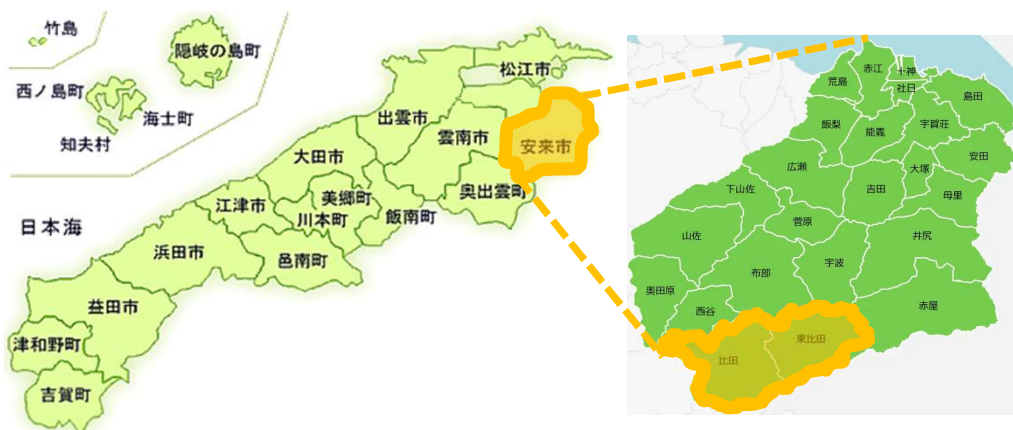 竹島
隠岐の島町
西ノ島町
海士町
知夫村
松江市
出雲市
雲南市
安来市
大田市
奥出雲町
美郷町
飯南町
江津市
川本町
日本海
浜田市
邑南町
益田市
津和野町
吉賀町
荒島
赤江
十神
社日
島田
飯梨
能義
宇賀荘
安田
広瀬
大塚
下山佐
吉田
母里
菅原
山佐
井尻
布部
宇波
奥田原
西谷
赤屋
東比田
比田